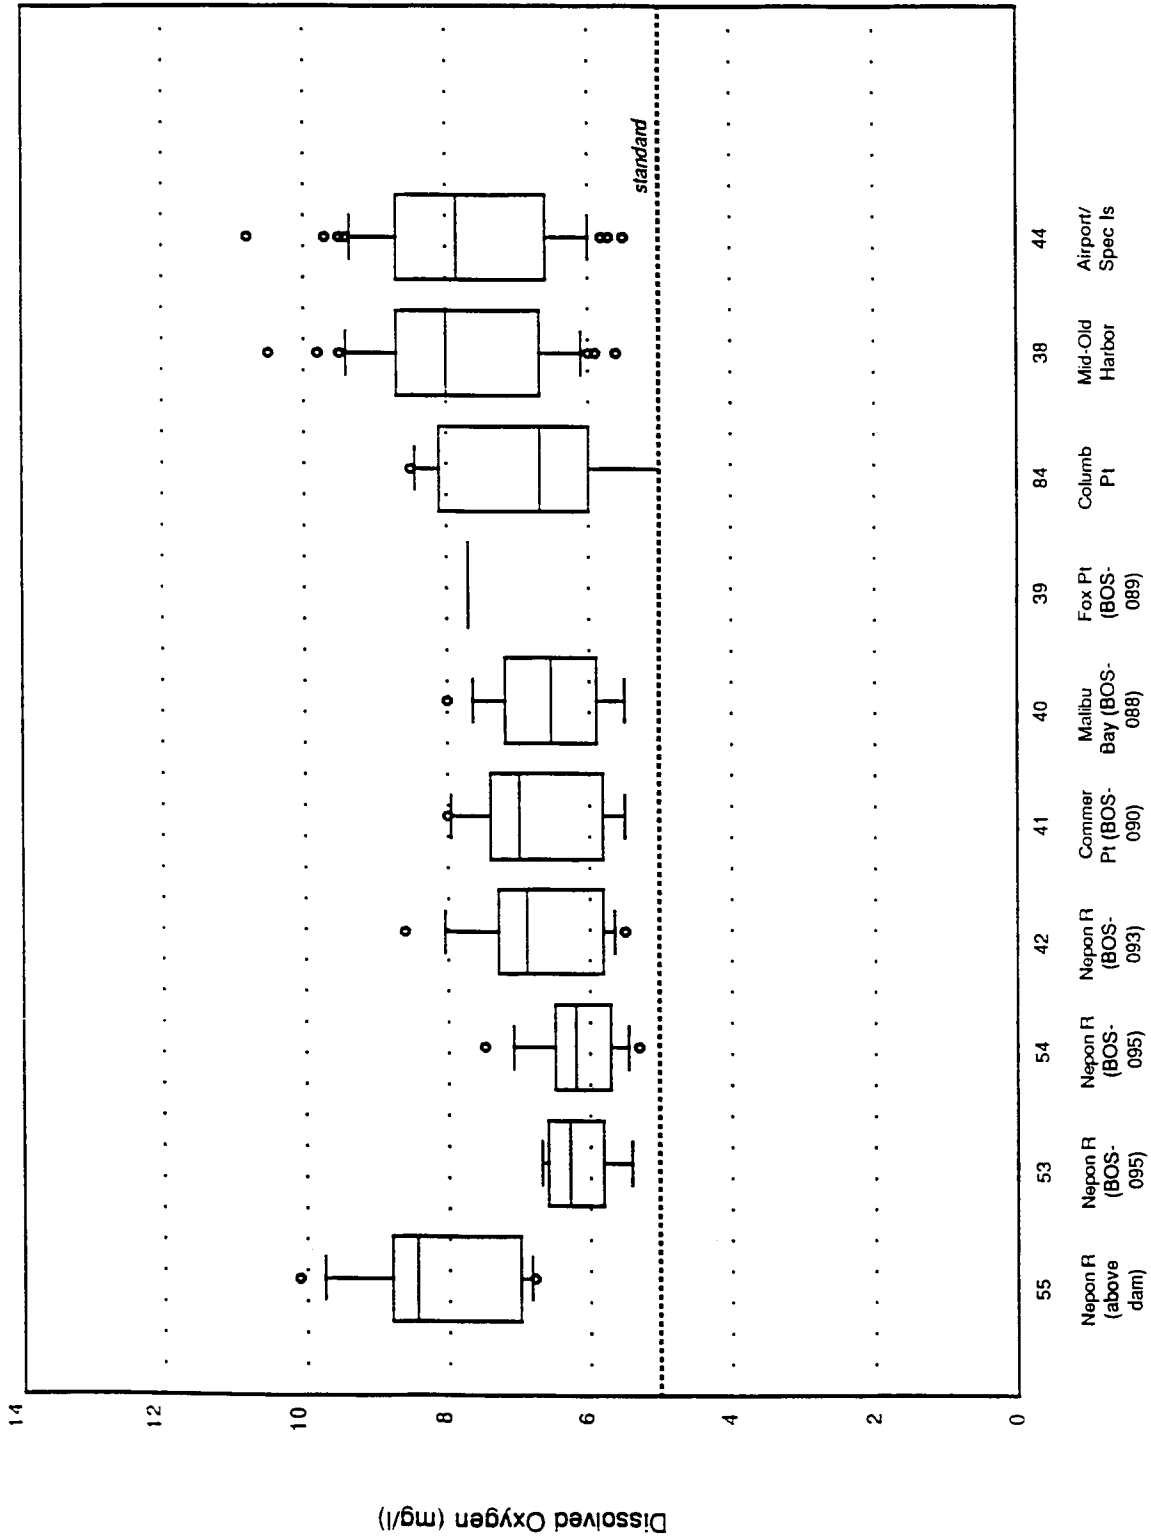 Dissolved Oxygen (mg/l)
14
12
10
8
6
4
2
0
standard
55
53
54
42
41
40
39
84
38
44
Nepon R
(above
dam)
Nepon R
(BOS-
095)
Nepon R
(BOS-
095)
Nepon R
(BOS-
093)
Commer
Pt (BOS-
090)
Malibu
Bay (BOS-
088)
Fox Pt
(BOS-
089)
Columb
Pt
Mid-Old
Harbor
Airport/
Spec Is